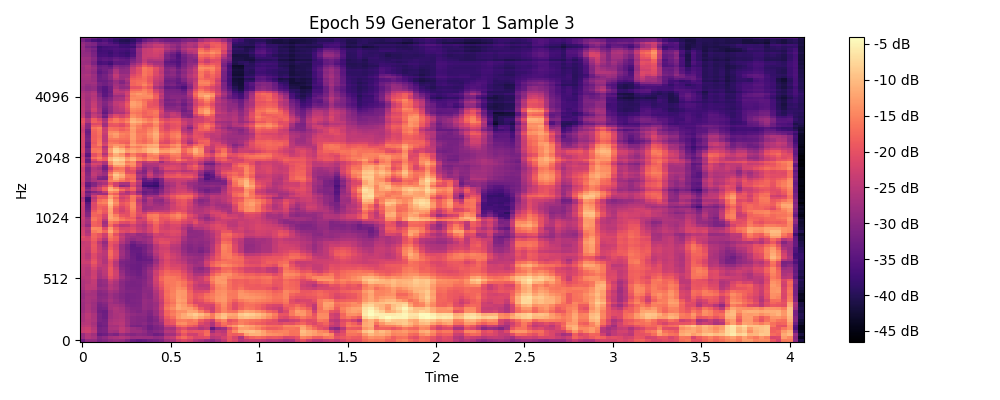 Epoch 59 Generator 1 Sample 3
Hz
4096
2048
1024
512
0
0
0.5
1
1.5
2
2.5
3
3.5
4
Time
-5 dB
-10 dB
-15 dB
-20 dB
-25 dB
-30 dB
-35 dB
-40 dB
-45 dB